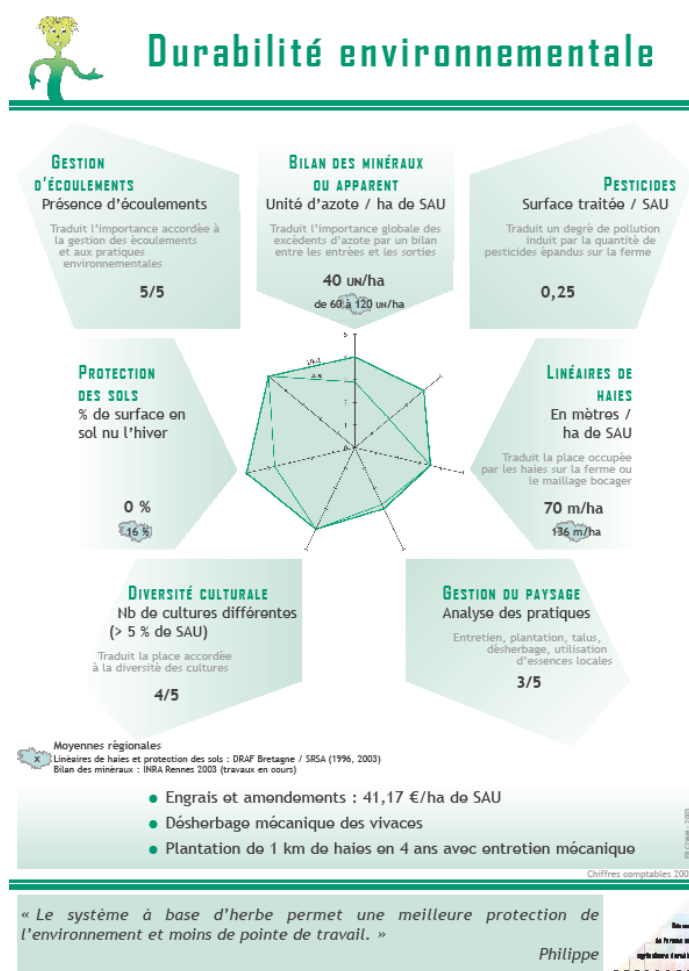 Durabilité environnementale
GESTION
D'ÉCOULEMENTS
Présence d'écoulements
Traduit l'importance accordée à
la gestion des écoulements
et aux pratiques
environnementales
5/5
BILAN DES MINÉRAUX
OU APPARENT
Unité d'azote / ha de SAU
Traduit l'importance globale des
excédents d'azote par un bilan
entre les entrées et les sorties
40 UN/ha
de 60 à 120 UN/ha
PESTICIDES
Surface traitée / SAU
Traduit un degré de pollution
induit par la quantité de
pesticides épandus sur la ferme
0,25
PROTECTION
DES SOLS
% de surface en
sol nu l'hiver
0 %
16 %
LINÉAIRES DE
HAIES
En mètres /
ha de SAU
Traduit la place occupée
par les haies sur la ferme ou
le maillage bocager
70 m/ha
136 m/ha
DIVERSITÉ CULTURALE
Nb de cultures différentes
(> 5 % de SAU)
Traduit la place accordée
à la diversité des cultures
4/5
GESTION DU PAYSAGE
Analyse des pratiques
Entretien, plantation, talus,
désherbage, utilisation
d'essences locales
3/5
Moyennes régionales
x Linéaires de haies et protection des sols : DRAF Bretagne / SRSA (1996, 2003)
Bilan des minéraux : INRA Rennes 2003 (travaux en cours)
• Engrais et amendements : 41,17 €/ha de SAU
• Désherbage mécanique des vivaces
• Plantation de 1 km de haies en 4 ans avec entretien mécanique
Chiffres comptables 200
« Le système à base d'herbe permet une meilleure protection de
l'environnement et moins de pointe de travail. »
Philippe